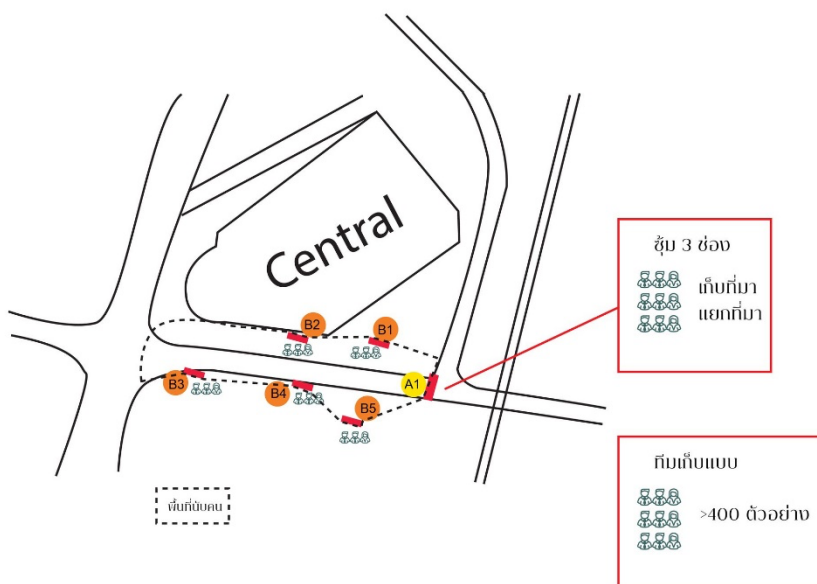 Central
B2
B1
B3
B4
A1
B5
พื้นที่นับคน
ซุ้ม 3 ช่อง
เก็บที่มา
แยกที่มา
ทีมเก็บแบบ
>400 ตัวอย่าง